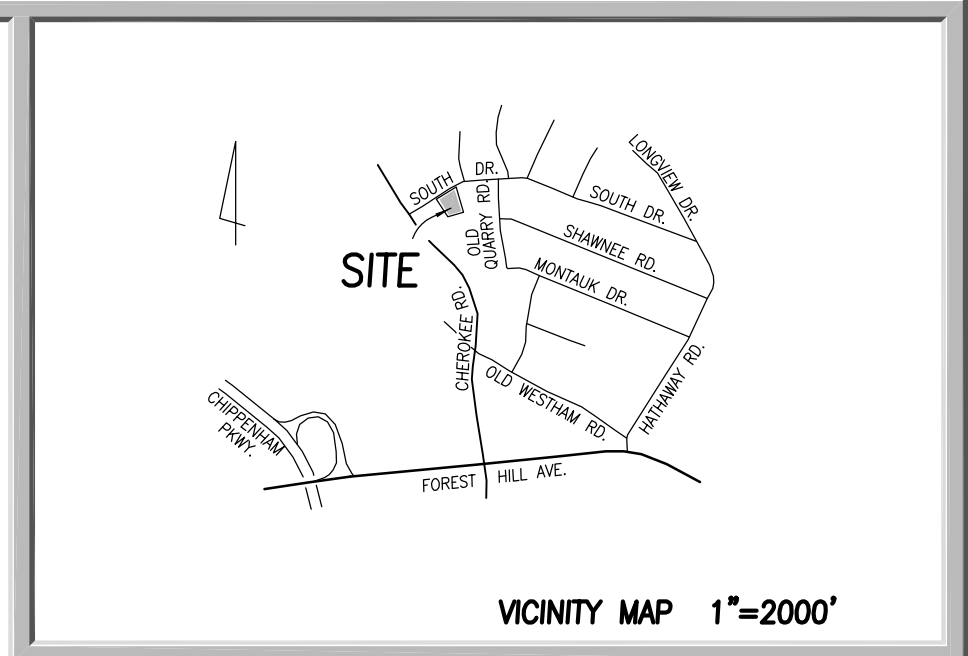 LONGVIEW DR.
SOUTH DR.
SOUTH DR.
OLD
QUARRY RD.
SHAWNEE RD.
SITE
MONTAUK DR.
CHEROKEE RD.
HATHAWAY RD.
OLD WESTHAM RD.
CHIPPENHAM
PKWY.
FOREST HILL AVE.
VICINITY MAP 1"=2000'